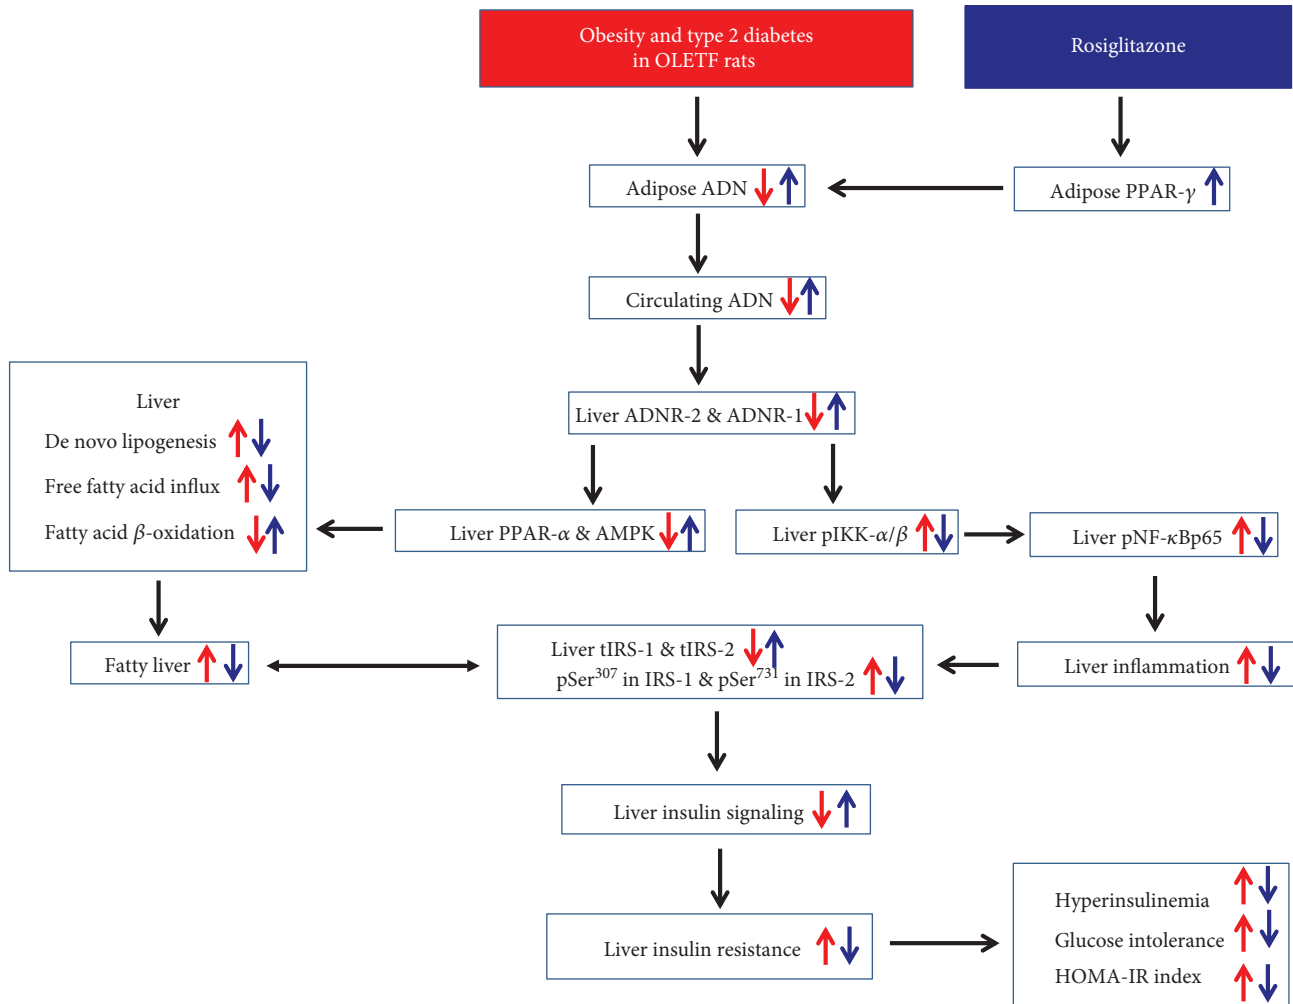 Obesity and type 2 diabetes
in OLETF rats
Rosiglitazone
Adipose ADN
Adipose PPAR-γ
Circulating ADN
Liver ADNR-2 & ADNR-1
Liver
De novo lipogenesis
Free fatty acid influx
Fatty acid β-oxidation
Liver PPAR-α & AMPK
Liver pIKK-α/β
Liver pNF-κBp65
Fatty liver
Liver tIRS-1 & tIRS-2
pSer³⁰⁷ in IRS-1 & pSer⁷³¹ in IRS-2
Liver inflammation
Liver insulin signaling
Liver insulin resistance
Hyperinsulinemia
Glucose intolerance
HOMA-IR index